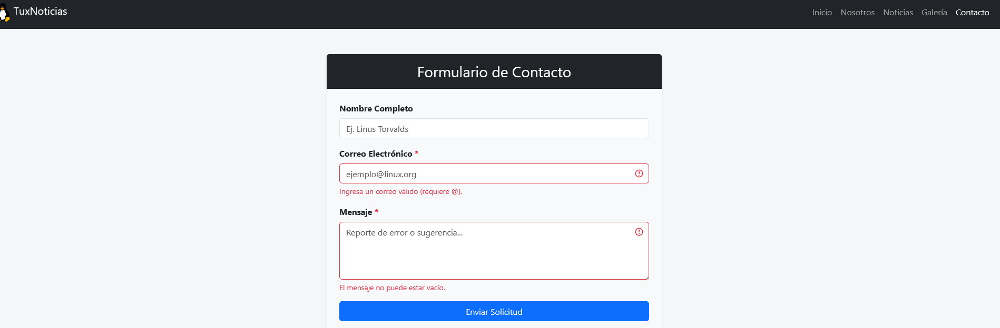 TuxNoticias
Inicio Nosotros Noticias Galería Contacto
Formulario de Contacto
Nombre Completo
Ej. Linus Torvalds
Correo Electrónico *
ejemplo@linux.org
Ingresa un correo válido (requiere @).
Mensaje *
Reporte de error o sugerencia...
El mensaje no puede estar vacío.
Enviar Solicitud